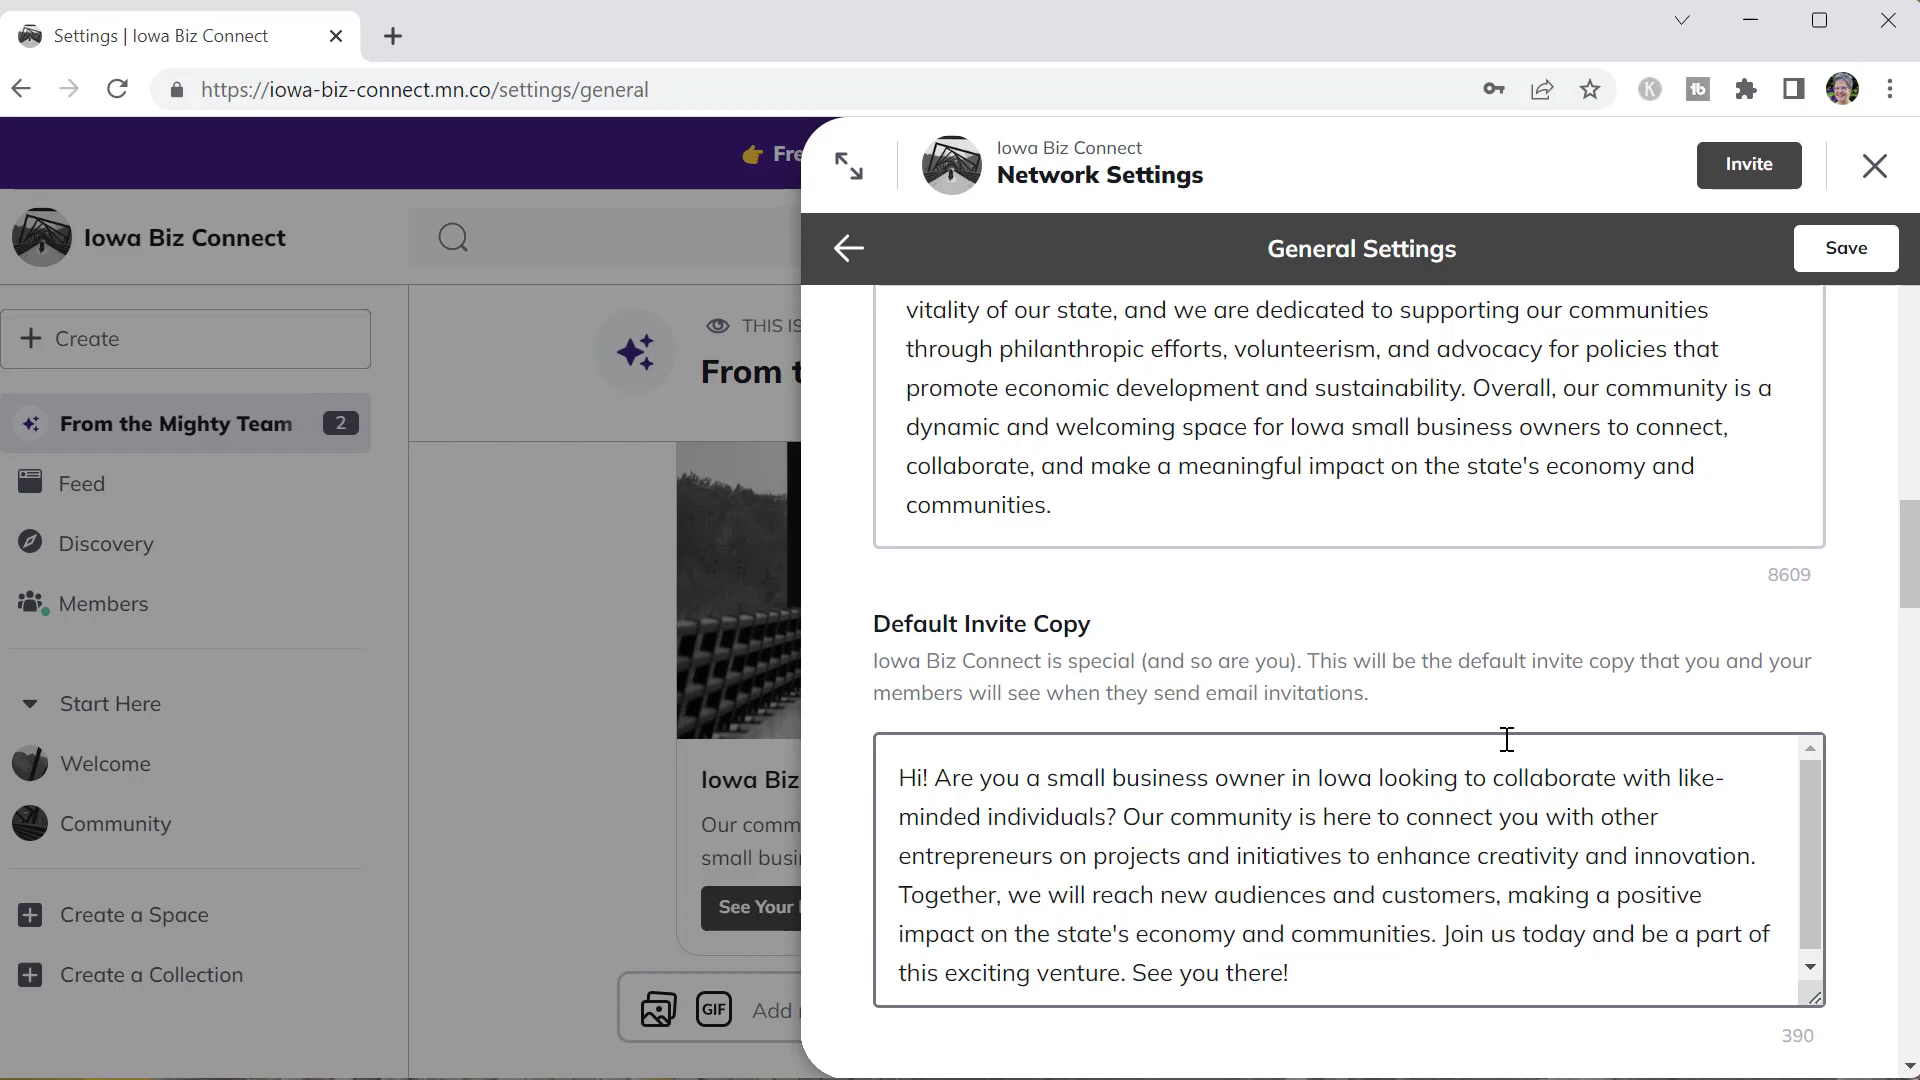 Settings | Iowa Biz Connect
https://iowa-biz-connect.mn.co/settings/general
K
tb
👉 Fre
Iowa Biz Connect
Create
From the Mighty Team 2
Feed
Discovery
Members
Start Here
Welcome
Community
Create a Space
Create a Collection
THIS IS
From t
Iowa Biz
Our comm
small busi
See Your
GIF
Add
Iowa Biz Connect
Network Settings
Invite
General Settings
Save
vitality of our state, and we are dedicated to supporting our communities
through philanthropic efforts, volunteerism, and advocacy for policies that
promote economic development and sustainability. Overall, our community is a
dynamic and welcoming space for Iowa small business owners to connect,
collaborate, and make a meaningful impact on the state's economy and
communities.
8609
Default Invite Copy
Iowa Biz Connect is special (and so are you). This will be the default invite copy that you and your
members will see when they send email invitations.
Hi! Are you a small business owner in Iowa looking to collaborate with like-
minded individuals? Our community is here to connect you with other
entrepreneurs on projects and initiatives to enhance creativity and innovation.
Together, we will reach new audiences and customers, making a positive
impact on the state's economy and communities. Join us today and be a part of
this exciting venture. See you there!
390